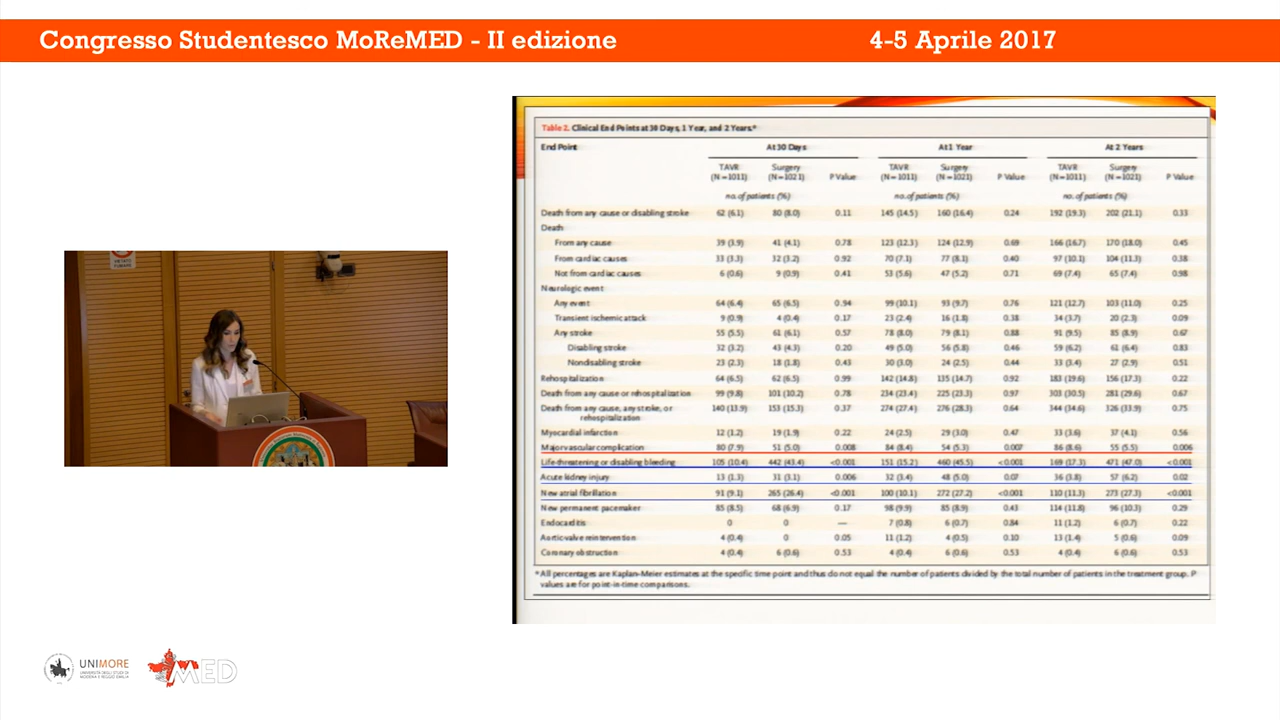 Congresso Studentesco MoReMED - II edizione 4-5 Aprile 2017
Table 2. Clinical End Points at 30 Days, 1 Year, and 2 Years.*
End Point At 30 Days At 1 Year At 2 Years
TAVR Surgery TAVR Surgery TAVR Surgery
(N=1011) (N=1021) P Value (N=1011) (N=1021) P Value (N=1011) (N=1021) P Value
no. of patients (%) no. of patients (%) no. of patients (%)
Death from any cause or disabling stroke 62 (6.1) 80 (8.0) 0.11 145 (14.5) 160 (16.4) 0.24 192 (19.3) 202 (21.1) 0.33
Death
From any cause 39 (3.9) 41 (4.1) 0.78 123 (12.3) 124 (12.9) 0.69 166 (16.7) 170 (18.0) 0.45
From cardiac causes 33 (3.3) 32 (3.2) 0.92 70 (7.1) 77 (8.1) 0.40 97 (10.1) 104 (11.3) 0.38
Not from cardiac causes 6 (0.6) 9 (0.9) 0.41 53 (5.6) 47 (5.2) 0.71 69 (7.4) 65 (7.4) 0.98
Neurologic event
Any event 64 (6.4) 65 (6.5) 0.94 99 (10.1) 93 (9.7) 0.76 121 (12.7) 103 (11.0) 0.25
Transient ischemic attack 9 (0.9) 4 (0.4) 0.17 23 (2.4) 16 (1.8) 0.38 34 (3.7) 20 (2.3) 0.09
Any stroke 55 (5.5) 61 (6.1) 0.57 78 (8.0) 79 (8.1) 0.88 91 (9.5) 85 (8.9) 0.67
Disabling stroke 32 (3.2) 43 (4.3) 0.20 49 (5.0) 56 (5.8) 0.46 59 (6.2) 61 (6.4) 0.83
Nondisabling stroke 23 (2.3) 18 (1.8) 0.43 30 (3.0) 24 (2.5) 0.44 33 (3.4) 27 (2.9) 0.51
Rehospitalization 64 (6.5) 62 (6.5) 0.99 142 (14.8) 135 (14.7) 0.92 183 (19.6) 156 (17.3) 0.22
Death from any cause or rehospitalization 99 (9.8) 101 (10.2) 0.78 234 (23.4) 225 (23.3) 0.97 303 (30.5) 281 (29.6) 0.67
Death from any cause, any stroke, or 140 (13.9) 153 (15.3) 0.37 274 (27.4) 276 (28.3) 0.64 344 (34.6) 326 (33.9) 0.75
rehospitalization
Myocardial infarction 12 (1.2) 19 (1.9) 0.22 24 (2.5) 29 (3.0) 0.47 33 (3.6) 37 (4.1) 0.56
Major vascular complication 80 (7.9) 51 (5.0) 0.008 84 (8.4) 54 (5.3) 0.007 86 (8.6) 55 (5.5) 0.006
Life-threatening or disabling bleeding 105 (10.4) 442 (43.4) <0.001 151 (15.2) 460 (45.5) <0.001 169 (17.3) 471 (47.0) <0.001
Acute kidney injury 13 (1.3) 31 (3.1) 0.006 32 (3.4) 48 (5.0) 0.07 36 (3.8) 57 (6.2) 0.02
New atrial fibrillation 91 (9.1) 265 (26.4) <0.001 100 (10.1) 272 (27.2) <0.001 110 (11.3) 273 (27.3) <0.001
New permanent pacemaker 85 (8.5) 68 (6.9) 0.17 98 (9.9) 85 (8.9) 0.43 114 (11.8) 96 (10.3) 0.29
Endocarditis 0 0 — 7 (0.8) 6 (0.7) 0.84 11 (1.2) 6 (0.7) 0.22
Aortic-valve reintervention 4 (0.4) 0 0.05 11 (1.2) 4 (0.5) 0.10 13 (1.4) 5 (0.6) 0.09
Coronary obstruction 4 (0.4) 6 (0.6) 0.53 4 (0.4) 6 (0.6) 0.53 4 (0.4) 6 (0.6) 0.53
* All percentages are Kaplan-Meier estimates at the specific time point and thus do not equal the number of patients divided by the total number of patients in the treatment group. P
values are for point-in-time comparisons.
UNIMORE
UNIVERSITÀ DEGLI STUDI DI
MODENA E REGGIO EMILIA
MED